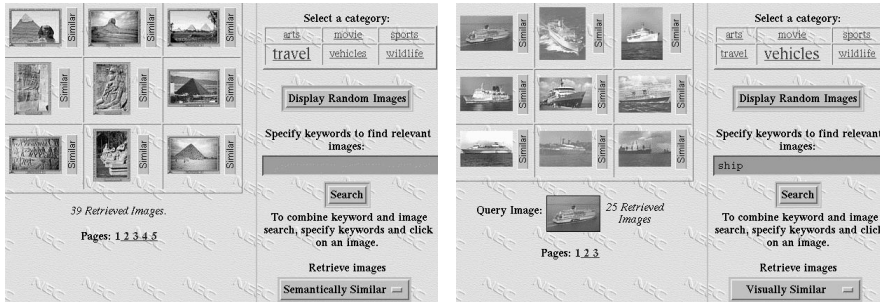 Similar Similar Similar
Similar Similar Similar
Similar Similar Similar
39 Retrieved Images.
Pages: 1 2 3 4 5
Select a category:
arts movie sports
travel vehicles wildlife
Display Random Images
Specify keywords to find relevant
images:
Search
To combine keyword and image
search, specify keywords and click
on an image.
Retrieve images
Semantically Similar
Similar Similar Similar
Similar Similar Similar
Similar Similar Similar
Query Image:
25 Retrieved
Images
Pages: 1 2 3
Select a category:
arts movie sports
travel vehicles wildlife
Display Random Images
Specify keywords to find relevant
images:
ship
Search
To combine keyword and image
search, specify keywords and click
on an image.
Retrieve images
Visually Similar
NEC